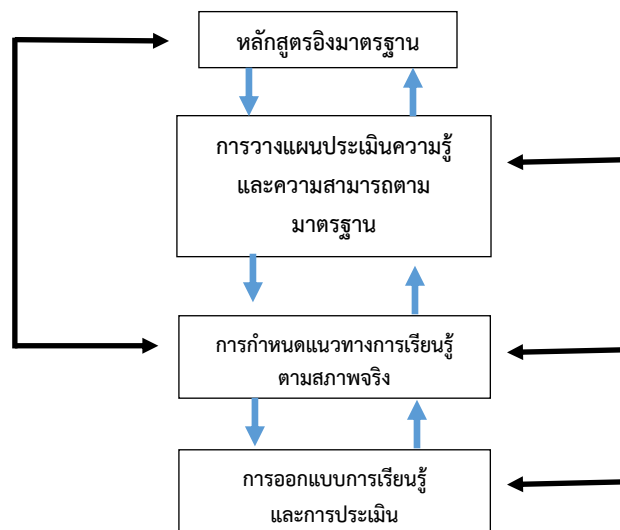 หลักสูตรอิงมาตรฐาน
การวางแผนประเมินความรู้
และความสามารถตาม
มาตรฐาน
การกำหนดแนวทางการเรียนรู้
ตามสภาพจริง
การออกแบบการเรียนรู้
และการประเมิน